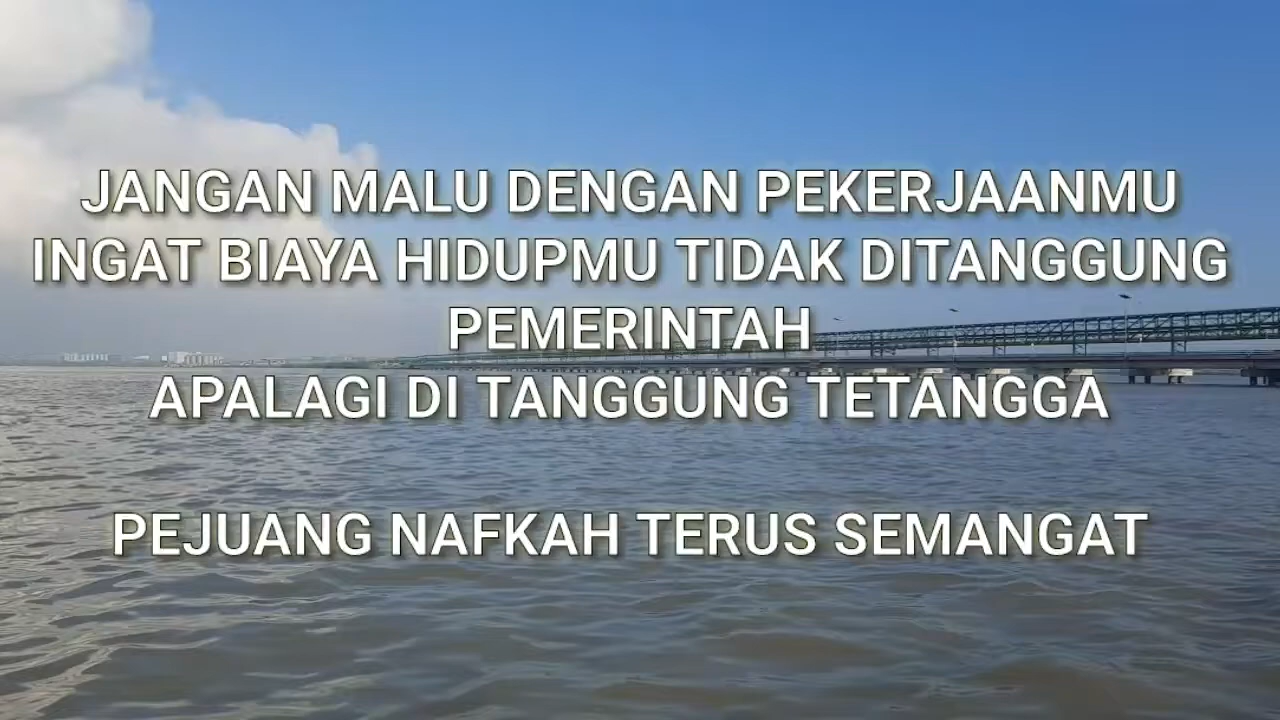 JANGAN MALU DENGAN PEKERJAANMU
INGAT BIAYA HIDUPMU TIDAK DITANGGUNG
PEMERINTAH
APALAGI DI TANGGUNG TETANGGA
PEJUANG NAFKAH TERUS SEMANGAT